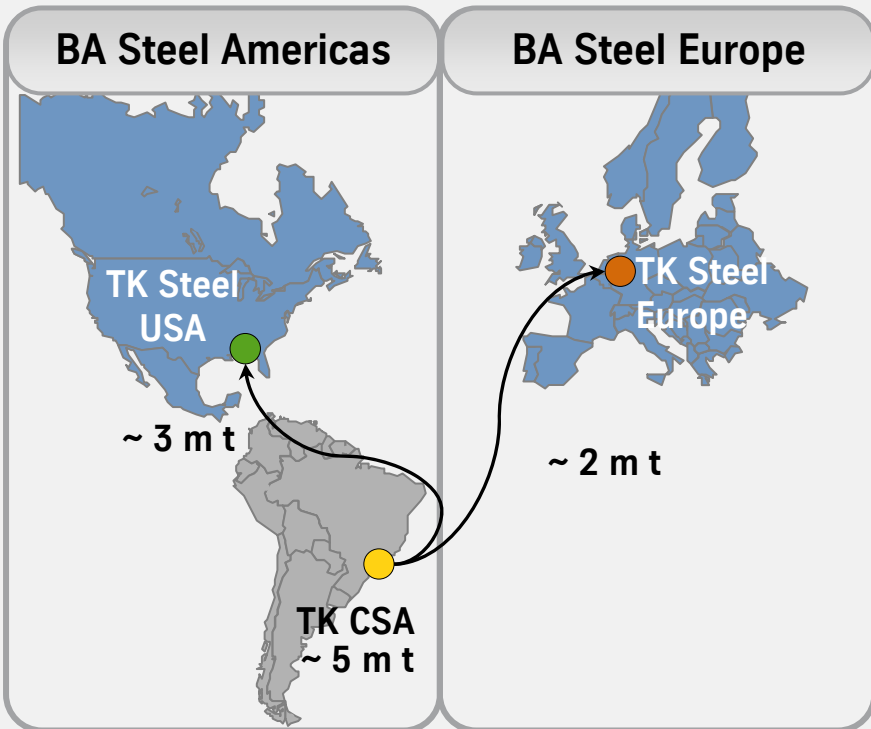 BA Steel Americas
BA Steel Europe
TK Steel
USA
TK Steel
Europe
~ 3 m t
~ 2 m t
TK CSA
~ 5 m t